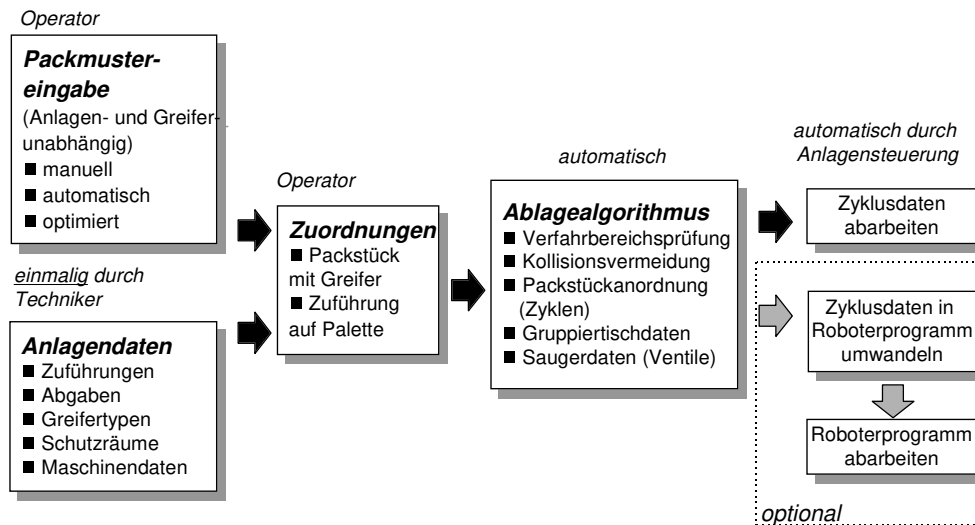 Operator
Packmuster-
eingabe
(Anlagen- und Greifer-
unabhängig)
manuell
automatisch
optimiert
einmalig durch
Techniker
Anlagendaten
Zuführungen
Abgaben
Greifertypen
Schutzräume
Maschinendaten
Operator
Zuordnungen
Packstück
mit Greifer
Zuführung
auf Palette
automatisch
Ablagealgorithmus
Verfahrbereichsprüfung
Kollisionsvermeidung
Packstückanordnung
(Zyklen)
Gruppiertischdaten
Saugerdaten (Ventile)
automatisch durch
Anlagensteuerung
Zyklusdaten
abarbeiten
Zyklusdaten in
Roboterprogramm
umwandeln
Roboterprogramm
abarbeiten
optional